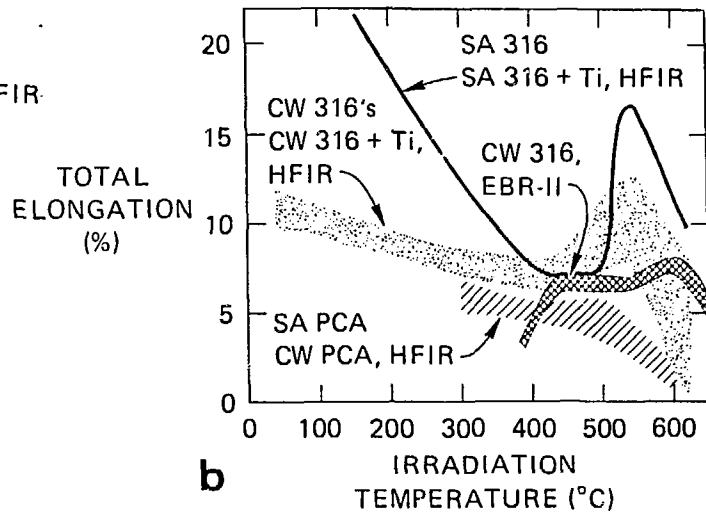 FIR
TOTAL
ELONGATION
(%)
20
15
10
5
0
SA 316
SA 316 + Ti, HFIR
CW 316's
CW 316 + Ti,
HFIR
CW 316,
EBR-II
SA PCA
CW PCA, HFIR
0 100 200 300 400 500 600
b
IRRADIATION
TEMPERATURE (°C)